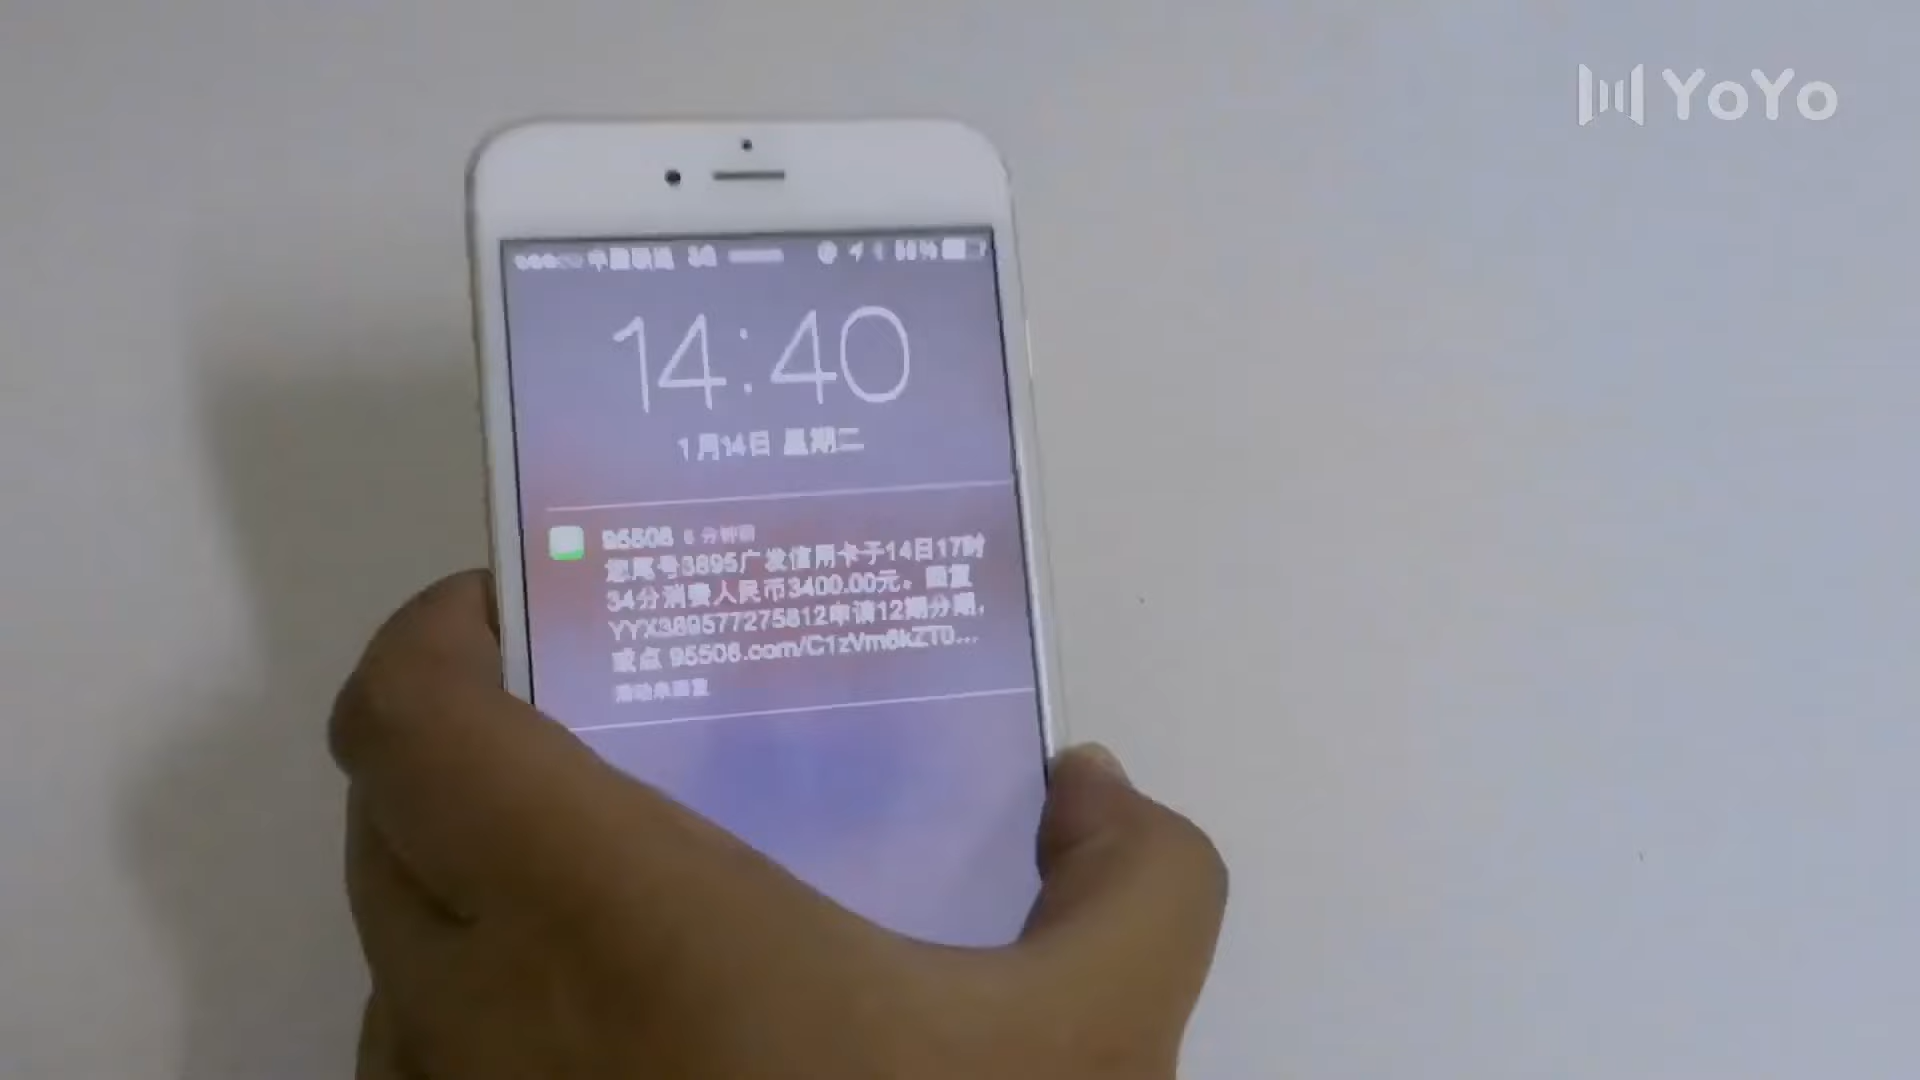 YoYo
中国联通 3G
14:40
1月14日 星期二
95508 6 分钟前
您尾号3895广发信用卡于14日17时
34分消费人民币3400.00元。回复
YYX389577275812申请12期分期,
或点 95508.com/C1zVm6kZT0...
滑动来回复